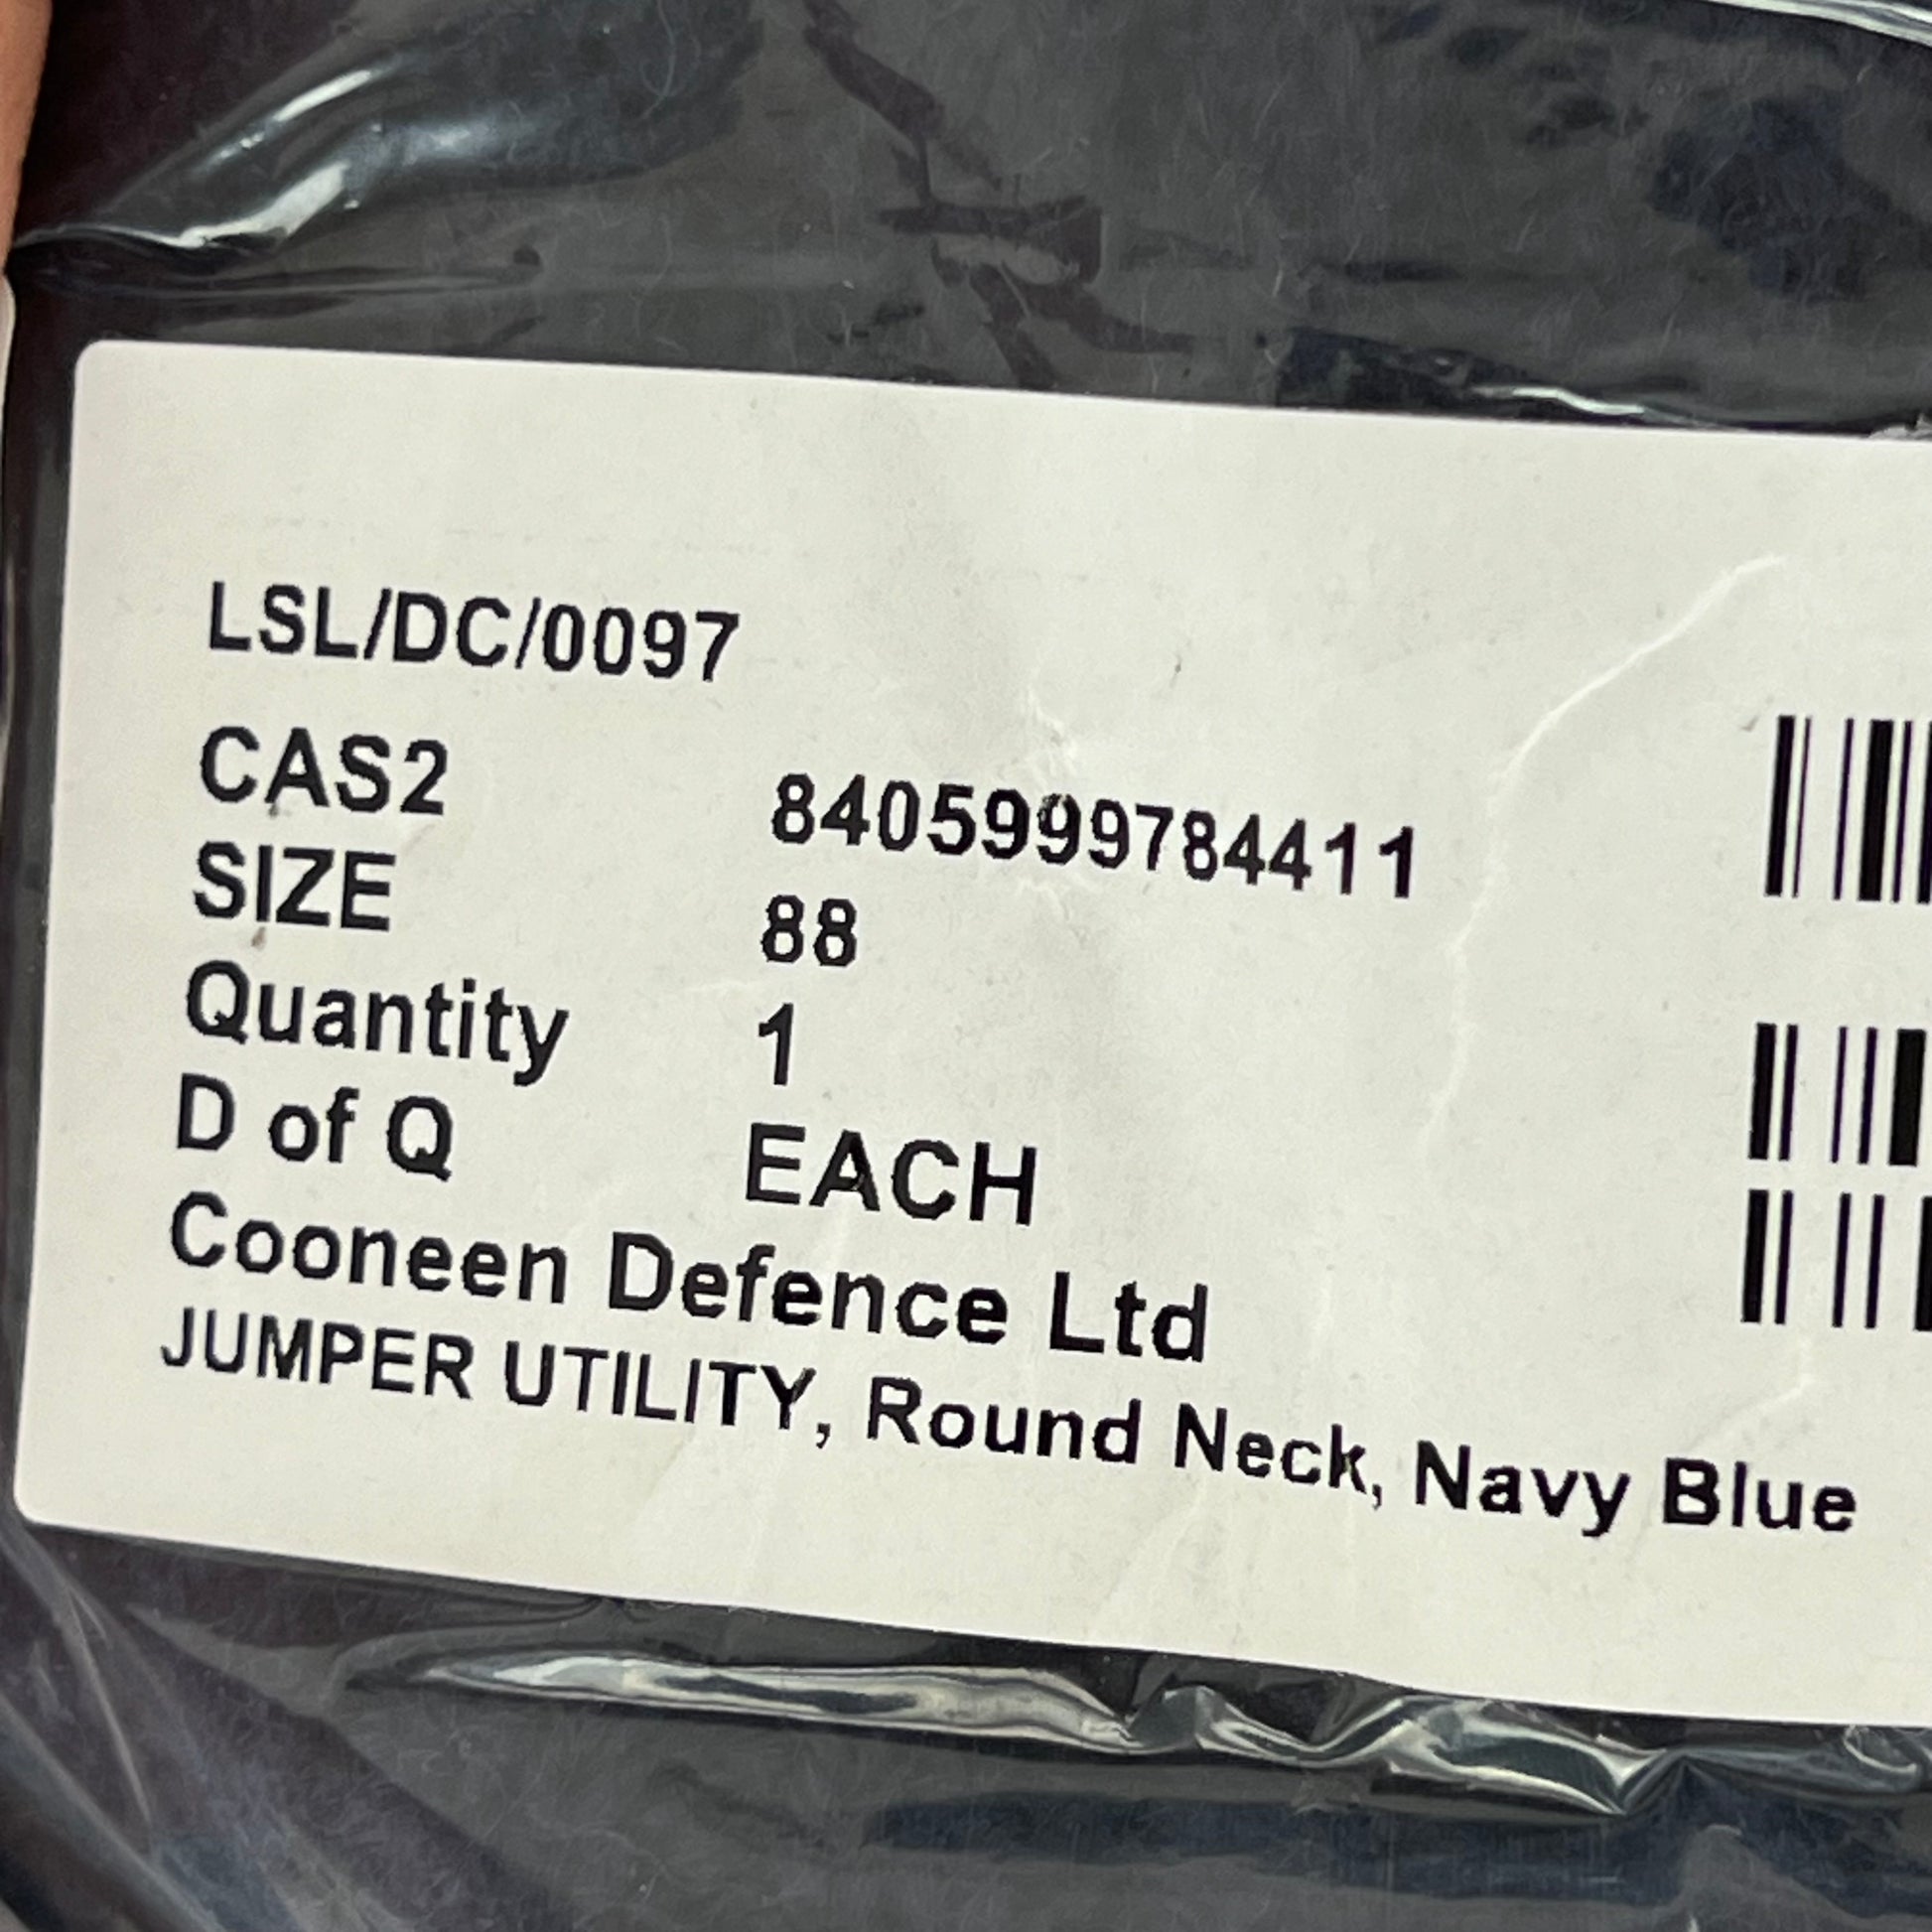 LSL/DC/0097
CAS2 8405999784411
SIZE 88
Quantity 1
D of Q EACH
Cooneen Defence Ltd
JUMPER UTILITY, Round Neck, Navy Blue